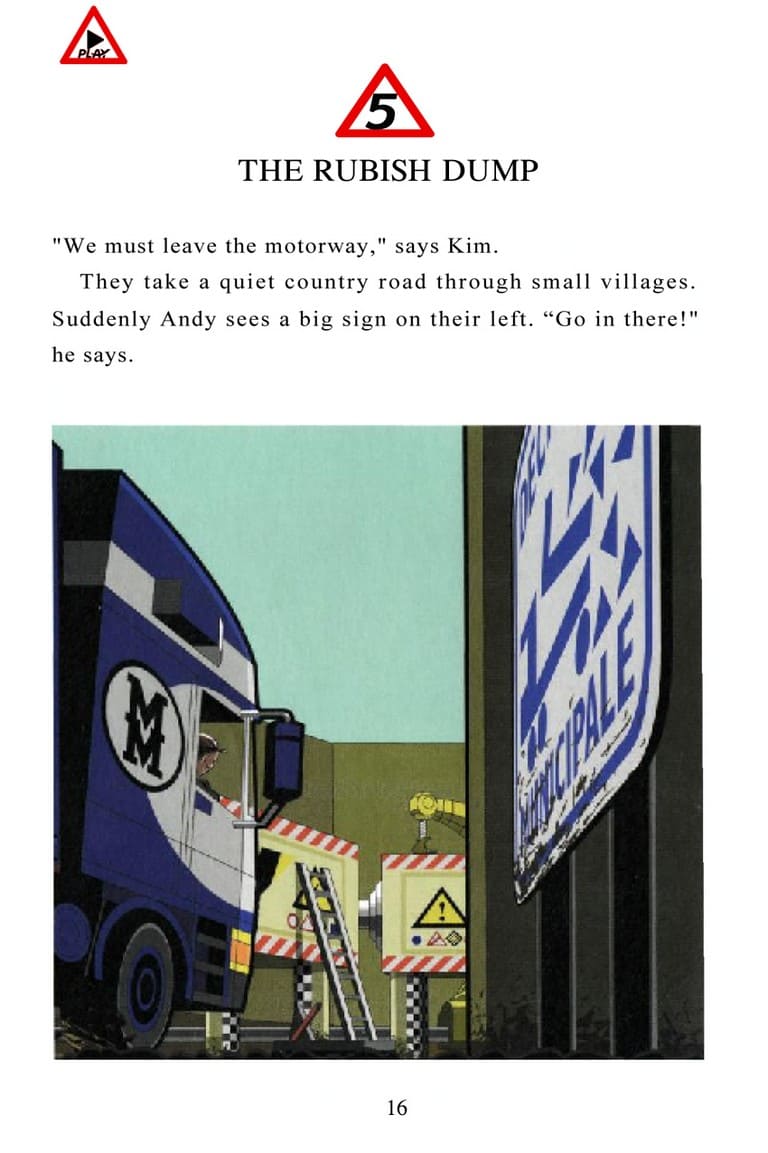 PLAY
5
THE RUBISH DUMP
"We must leave the motorway," says Kim.
They take a quiet country road through small villages.
Suddenly Andy sees a big sign on their left. “Go in there!"
he says.
M
M
MUNICIPALE
16